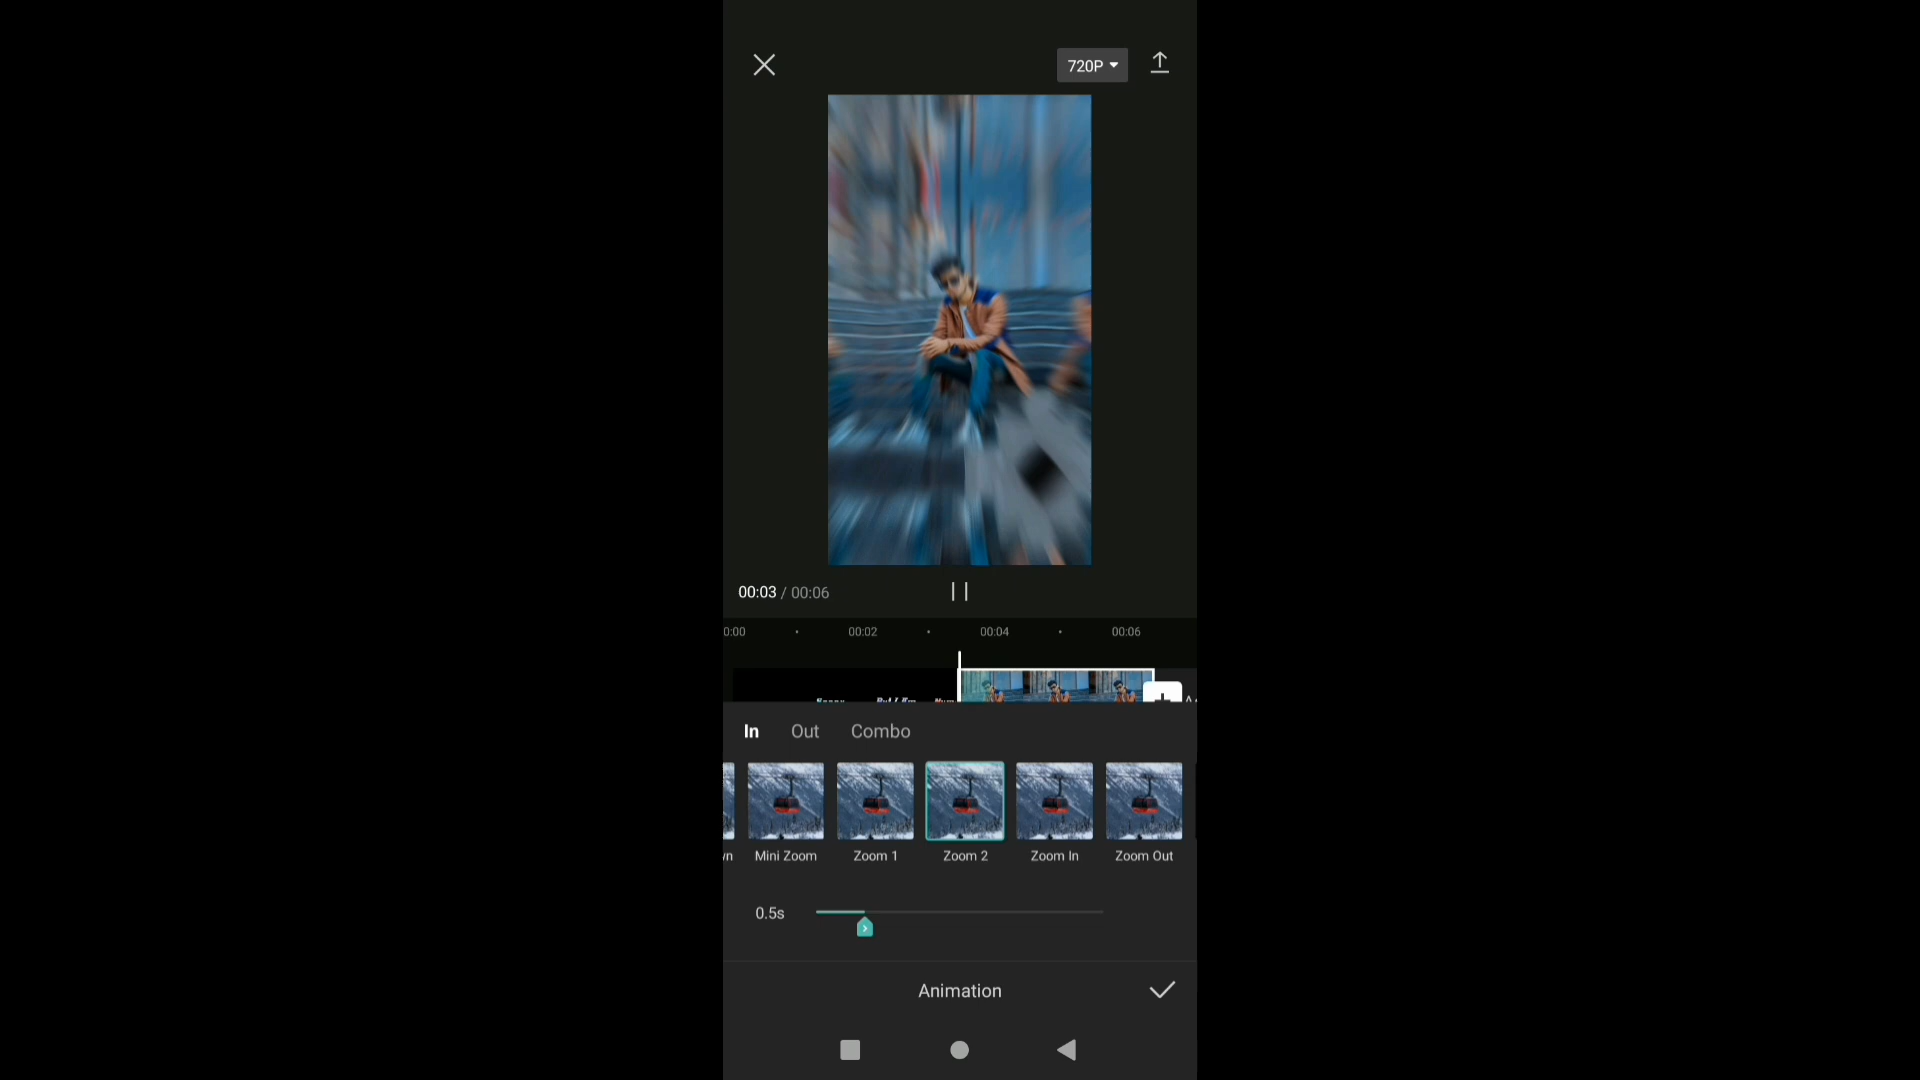 720P
00:03 / 00:06
0:00 00:02 00:04 00:06
In Out Combo
Mini Zoom Zoom 1 Zoom 2 Zoom In Zoom Out
0.5s
Animation